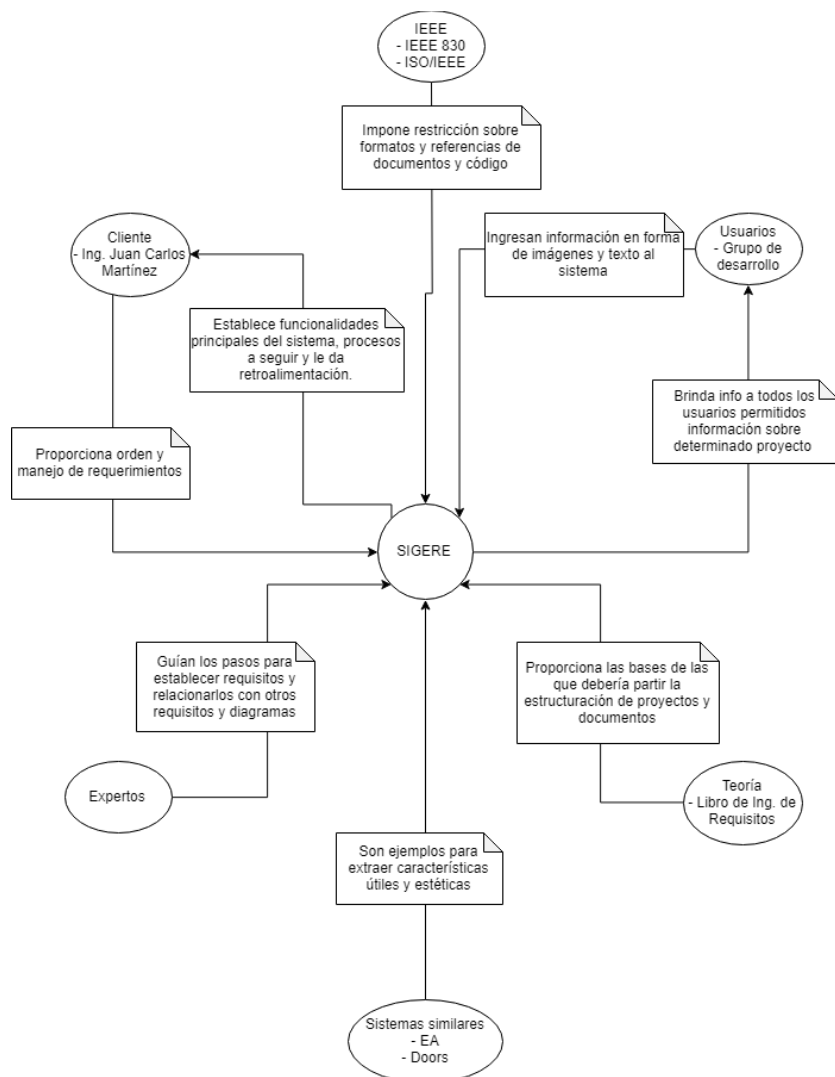 IEEE
- IEEE 830
- ISO/IEEE
Impone restricción sobre
formatos y referencias de
documentos y código
Cliente
- Ing. Juan Carlos
Martínez
Ingresan información en forma
de imágenes y texto al
sistema
Usuarios
- Grupo de
desarrollo
Establece funcionalidades
principales del sistema, procesos
a seguir y le da
retroalimentación.
Brinda info a todos los
usuarios permitidos
información sobre
determinado proyecto
Proporciona orden y
manejo de requerimientos
SIGERE
Guían los pasos para
establecer requisitos y
relacionarlos con otros
requisitos y diagramas
Proporciona las bases de las
que debería partir la
estructuración de proyectos y
documentos
Expertos
Teoría
- Libro de Ing. de
Requisitos
Son ejemplos para
extraer características
útiles y estéticas
Sistemas similares
- EA
- Doors